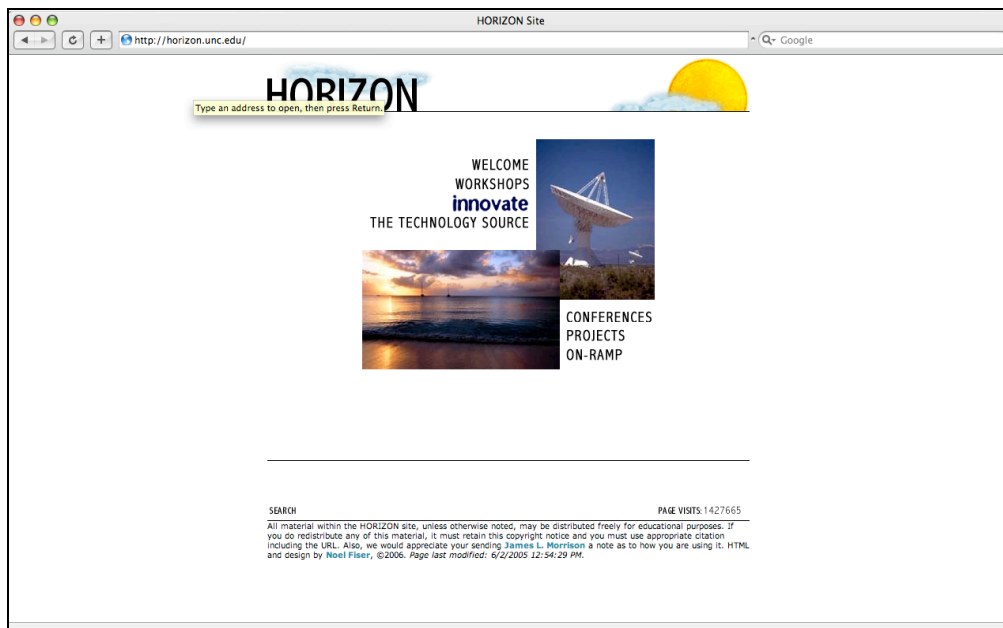 HORIZON Site
http://horizon.unc.edu/
Google
HORIZON
Type an address to open, then press Return.
WELCOME
WORKSHOPS
innovate
THE TECHNOLOGY SOURCE
CONFERENCES
PROJECTS
ON-RAMP
SEARCH
PAGE VISITS: 1427665
All material within the HORIZON site, unless otherwise noted, may be distributed freely for educational purposes. If
you do redistribute any of this material, it must retain this copyright notice and you must use appropriate citation
including the URL. Also, we would appreciate your sending James L. Morrison a note as to how you are using it. HTML
and design by Noel Fiser, ©2006. Page last modified: 6/2/2005 12:54:29 PM.